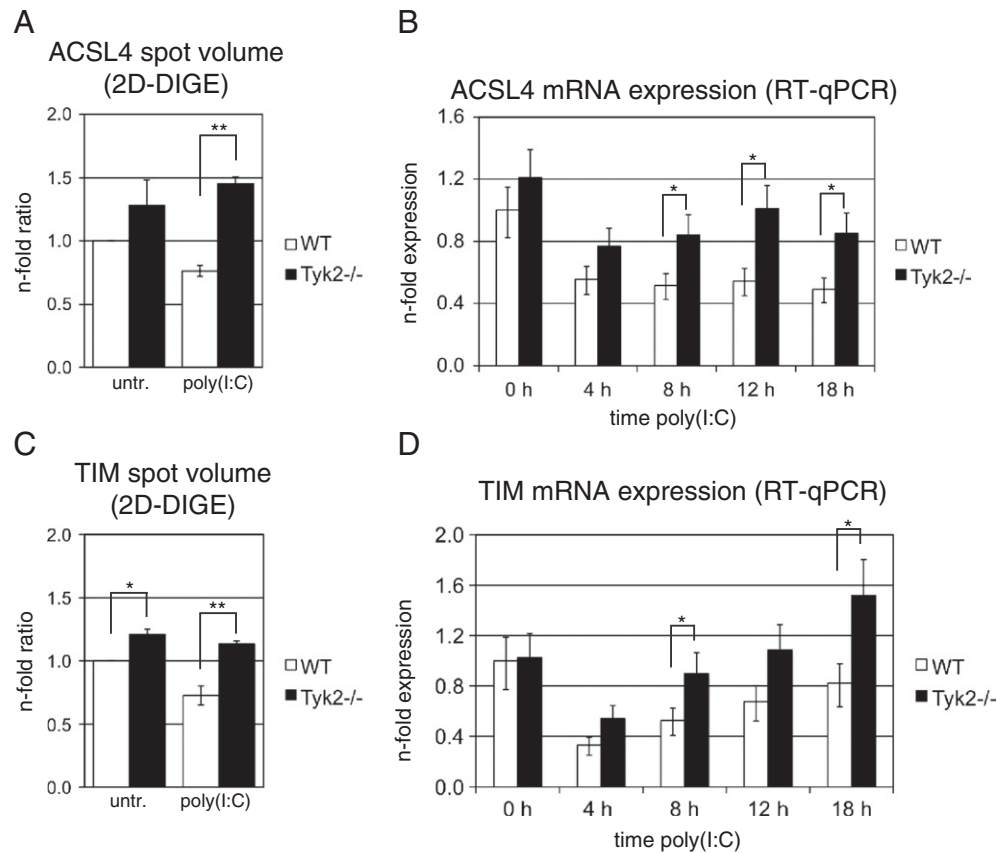 A
ACSL4 spot volume
(2D-DIGE)
n-fold ratio
2.0
1.5
1.0
0.5
0.0
**
untr.
poly(I:C)
WT
Tyk2-/-
B
ACSL4 mRNA expression (RT-qPCR)
n-fold expression
1.6
1.2
0.8
0.4
0.0
*
*
*
0 h
4 h
8 h
12 h
18 h
time poly(I:C)
WT
Tyk2-/-
C
TIM spot volume
(2D-DIGE)
n-fold ratio
2.0
1.5
1.0
0.5
0.0
*
**
untr.
poly(I:C)
WT
Tyk2-/-
D
TIM mRNA expression (RT-qPCR)
n-fold expression
2.0
1.6
1.2
0.8
0.4
0.0
*
*
0 h
4 h
8 h
12 h
18 h
time poly(I:C)
WT
Tyk2-/-